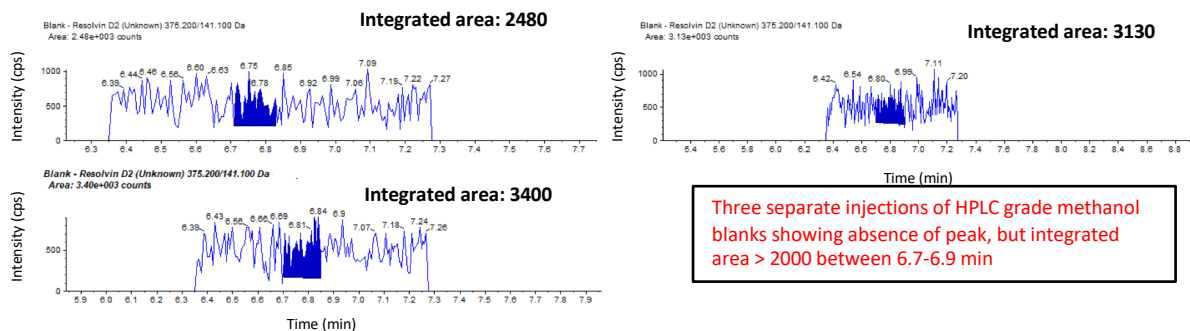 Blank - Resolvin D2 (Unknown) 375.200/141.100 Da
Area: 2.48e+003 counts
Integrated area: 2480
Intensity (cps)
1000
500
0
6.39 6.44 6.46 6.56 6.60 6.63 6.75 6.78 6.85 6.92 6.99 7.06 7.09 7.19 7.22 7.27
6.3 6.4 6.5 6.6 6.7 6.8 6.9 7.0 7.1 7.2 7.3 7.4 7.5 7.6 7.7
Blank - Resolvin D2 (Unknown) 375.200/141.100 Da
Area: 3.13e+003 counts
Integrated area: 3130
Intensity (cps)
1000
500
0
6.42 6.54 6.80 6.99 7.11 7.20
5.4 5.6 5.8 6.0 6.2 6.4 6.6 6.8 7.0 7.2 7.4 7.6 7.8 8.0 8.2 8.4 8.6 8.8
Time (min)
Blank - Resolvin D2 (Unknown) 375.200/141.100 Da
Area: 3.40e+003 counts
Integrated area: 3400
Intensity (cps)
500
0
6.39 6.43 6.56 6.66 6.69 6.81 6.84 6.9 7.07 7.18 7.24 7.26
5.9 6.0 6.1 6.2 6.3 6.4 6.5 6.6 6.7 6.8 6.9 7.0 7.1 7.2 7.3 7.4 7.5 7.6 7.7 7.8 7.9
Time (min)
Three separate injections of HPLC grade methanol
blanks showing absence of peak, but integrated
area > 2000 between 6.7-6.9 min